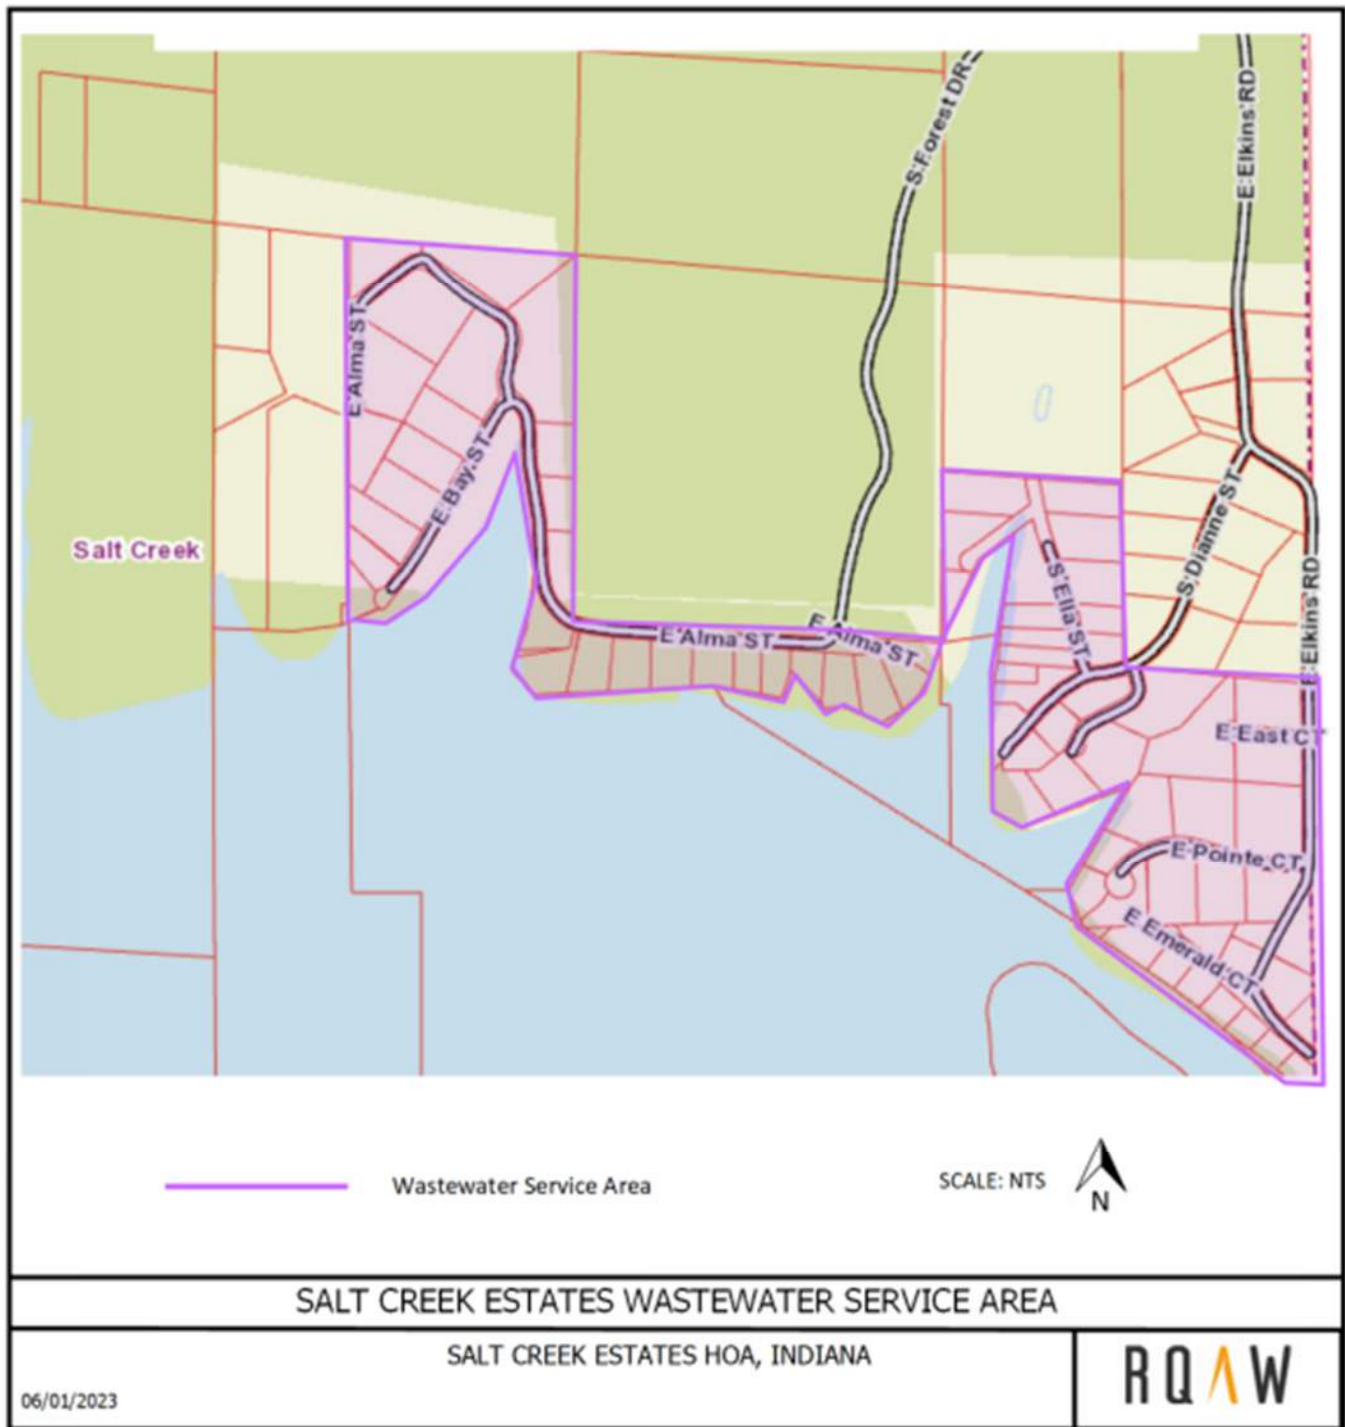 S Forest DR
E Elkins RD
E Alma ST
E Bay ST
Salt Creek
S Dianne ST
E Elkins RD
S Ella ST
E Alma ST
E Alma ST
E East CT
E Pointe CT
E Emerald CT
Wastewater Service Area
SCALE: NTS
N
SALT CREEK ESTATES WASTEWATER SERVICE AREA
SALT CREEK ESTATES HOA, INDIANA
06/01/2023
RQAW